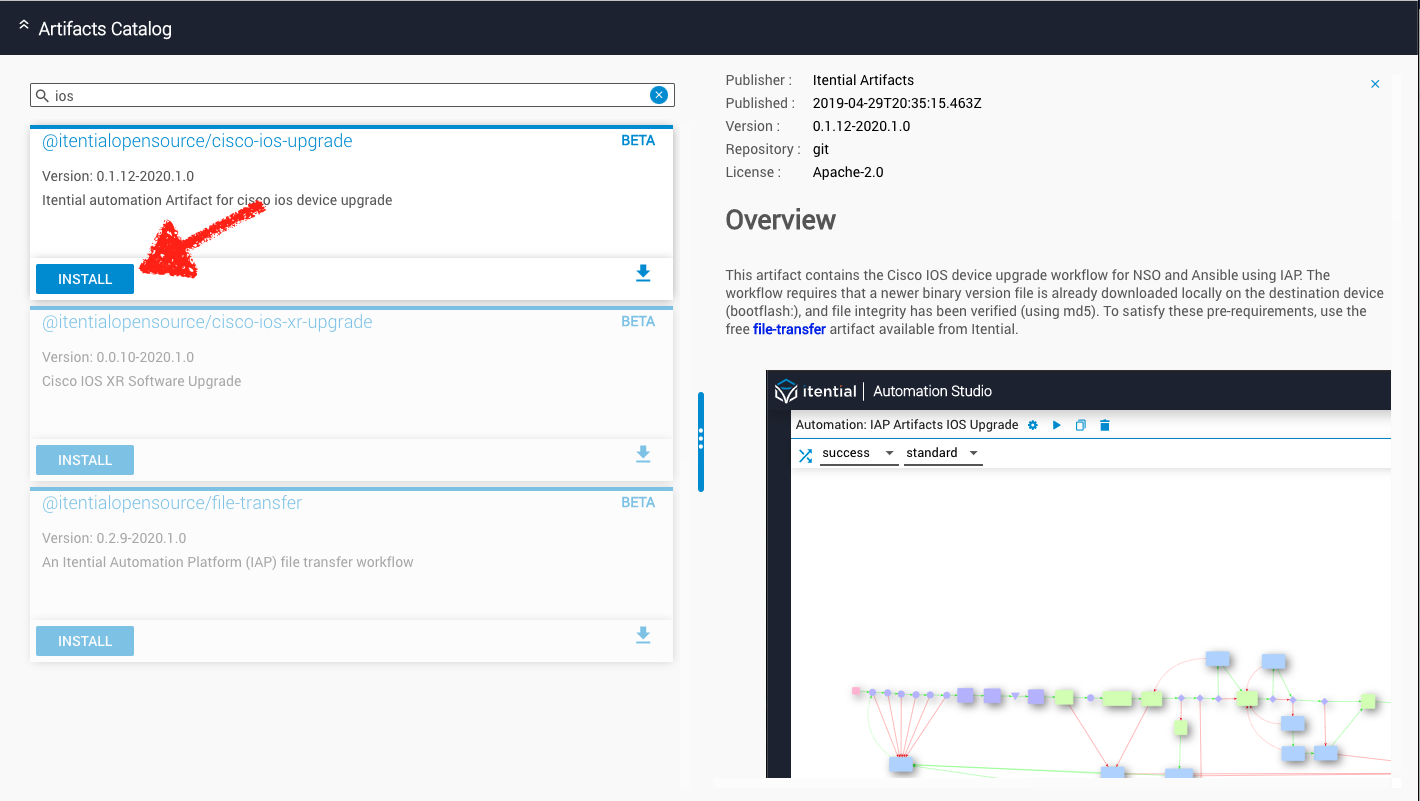 Artifacts Catalog
ios
@itentialopensource/cisco-ios-upgrade BETA
Version: 0.1.12-2020.1.0
Itential automation Artifact for cisco ios device upgrade
INSTALL
@itentialopensource/cisco-ios-xr-upgrade BETA
Version: 0.0.10-2020.1.0
Cisco IOS XR Software Upgrade
INSTALL
@itentialopensource/file-transfer BETA
Version: 0.2.9-2020.1.0
An Itential Automation Platform (IAP) file transfer workflow
INSTALL
Publisher : Itential Artifacts
Published : 2019-04-29T20:35:15.463Z
Version : 0.1.12-2020.1.0
Repository : git
License : Apache-2.0
Overview
This artifact contains the Cisco IOS device upgrade workflow for NSO and Ansible using IAP. The
workflow requires that a newer binary version file is already downloaded locally on the destination device
(bootflash:), and file integrity has been verified (using md5). To satisfy these pre-requirements, use the
free file-transfer artifact available from Itential.
itential | Automation Studio
Automation: IAP Artifacts IOS Upgrade
success standard